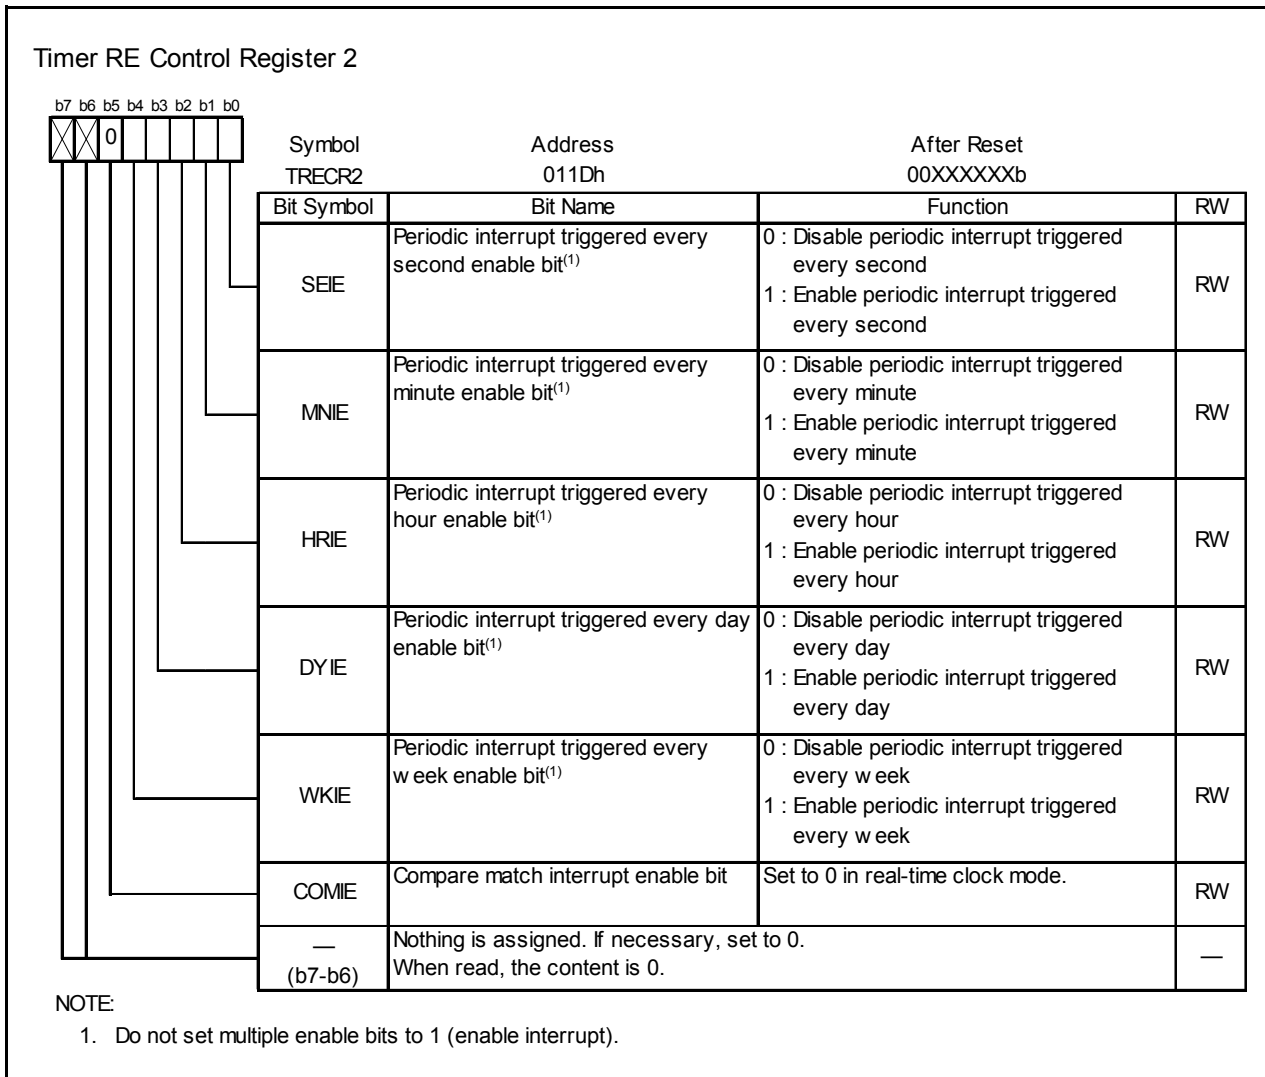 Timer RE Control Register 2
b7 b6 b5 b4 b3 b2 b1 b0
0
Symbol Address After Reset
TRECR2 011Dh 00XXXXXXb
Bit Symbol Bit Name Function RW
SEIE
Periodic interrupt triggered every
second enable bit(1)
0 : Disable periodic interrupt triggered
every second
1 : Enable periodic interrupt triggered
every second
RW
MNIE
Periodic interrupt triggered every
minute enable bit(1)
0 : Disable periodic interrupt triggered
every minute
1 : Enable periodic interrupt triggered
every minute
RW
HRIE
Periodic interrupt triggered every
hour enable bit(1)
0 : Disable periodic interrupt triggered
every hour
1 : Enable periodic interrupt triggered
every hour
RW
DYIE
Periodic interrupt triggered every day
enable bit(1)
0 : Disable periodic interrupt triggered
every day
1 : Enable periodic interrupt triggered
every day
RW
WKIE
Periodic interrupt triggered every
week enable bit(1)
0 : Disable periodic interrupt triggered
every week
1 : Enable periodic interrupt triggered
every week
RW
COMIE
Compare match interrupt enable bit
Set to 0 in real-time clock mode.
RW
—
(b7-b6)
Nothing is assigned. If necessary, set to 0.
When read, the content is 0.
—
NOTE:
1. Do not set multiple enable bits to 1 (enable interrupt).